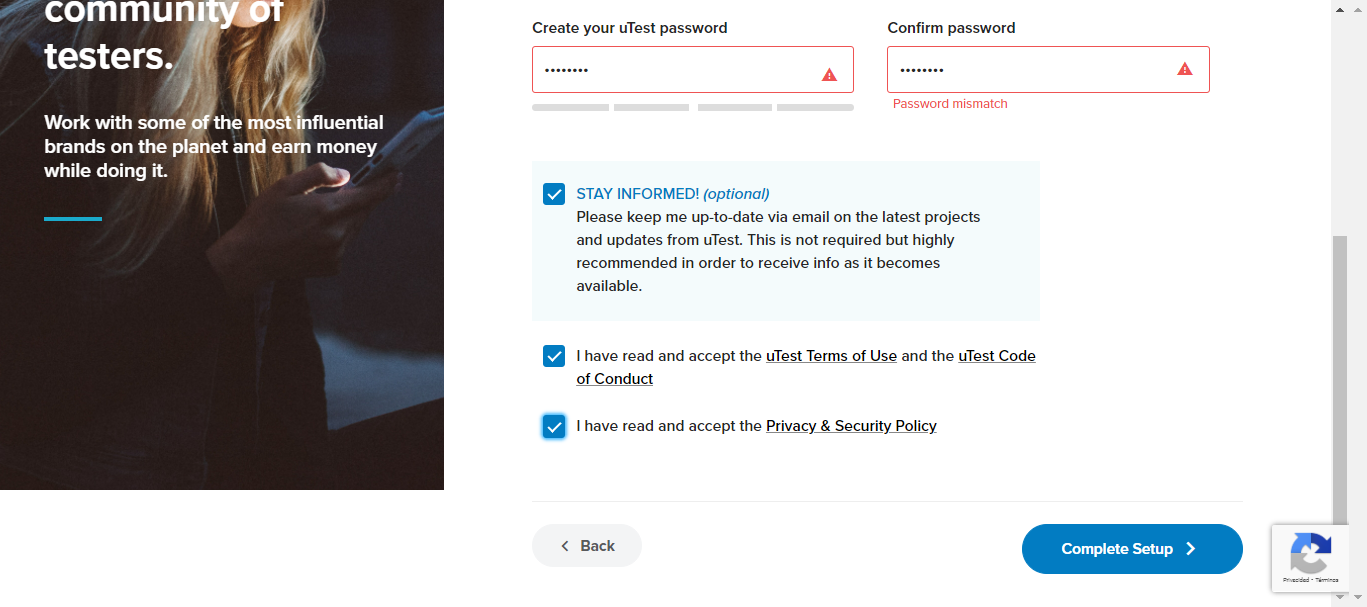 community of
testers.
Work with some of the most influential
brands on the planet and earn money
while doing it.
Create your uTest password
Confirm password
••••••••
••••••••
Password mismatch
STAY INFORMED! (optional)
Please keep me up-to-date via email on the latest projects
and updates from uTest. This is not required but highly
recommended in order to receive info as it becomes
available.
I have read and accept the uTest Terms of Use and the uTest Code
of Conduct
I have read and accept the Privacy & Security Policy
Back
Complete Setup
Privacidad - Términos